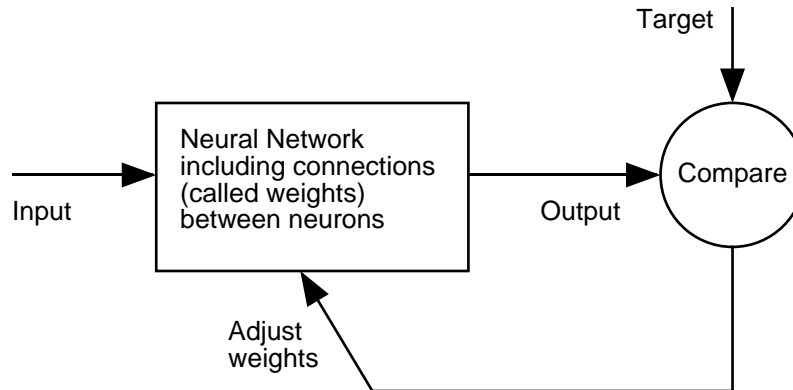 Target
Neural Network
including connections
(called weights)
between neurons
Compare
Input
Output
Adjust
weights